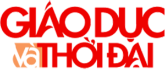 GIÁO DỤC
và THỜI ĐẠI